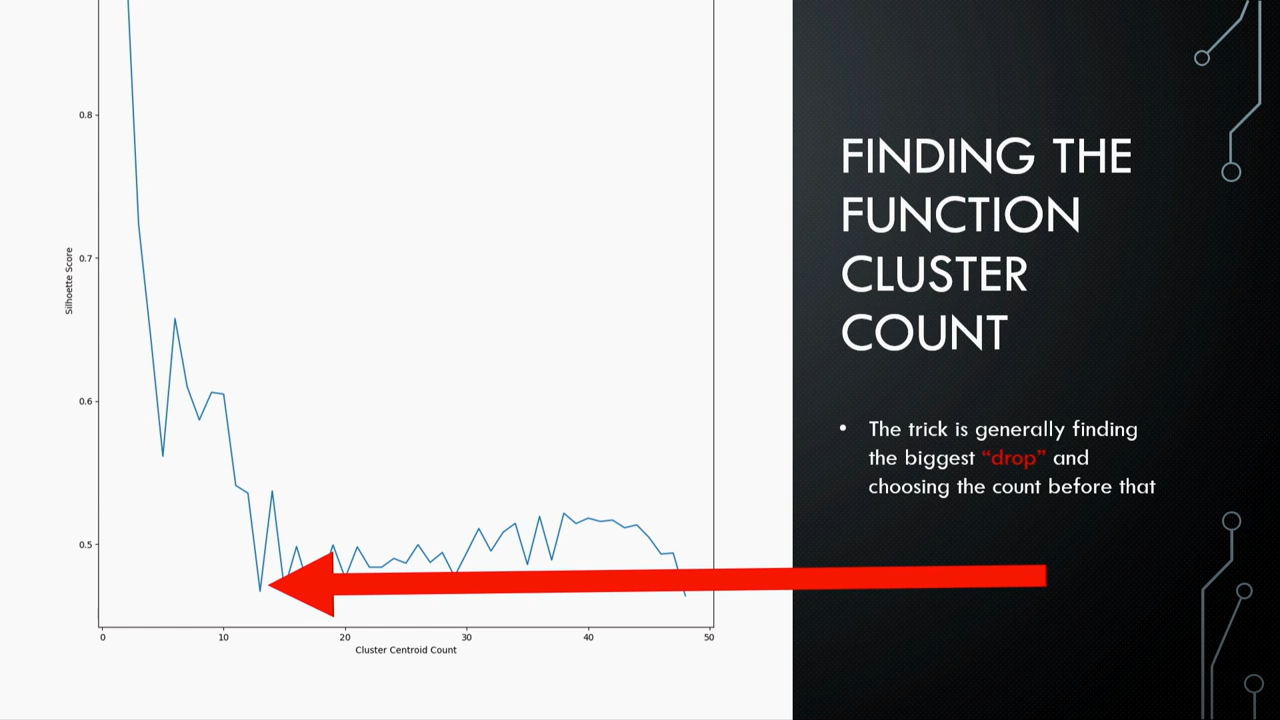 0.8
0.7
0.6
0.5
Silhoette Score
0
10
20
30
40
50
Cluster Centroid Count
FINDING THE
FUNCTION
CLUSTER
COUNT
• The trick is generally finding
the biggest “drop” and
choosing the count before that